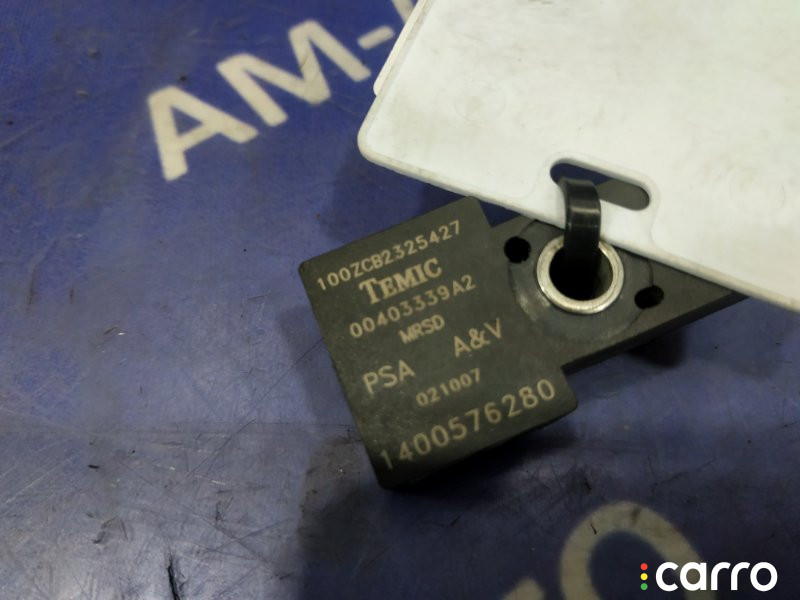 AM-
100ZCB2325427
TEMIC
00403339A2
MRSD
PSA A&V
021007
1400576280
carro